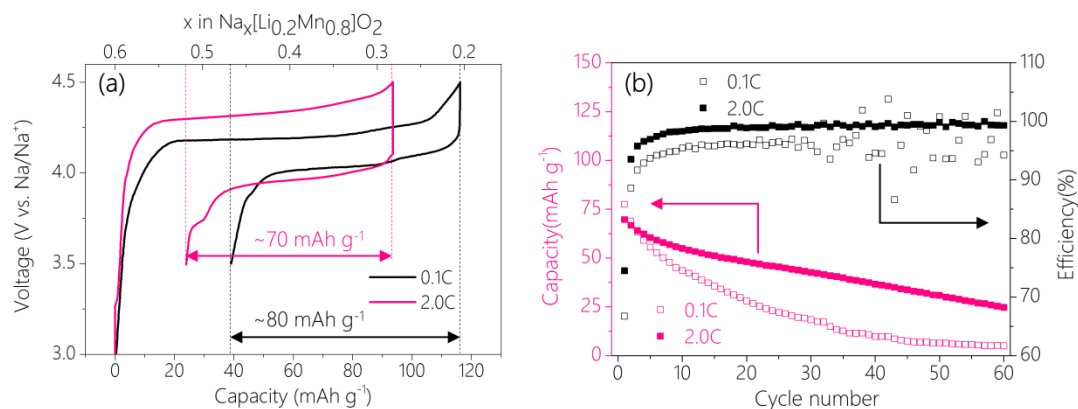 x in Naₓ[Li₀.₂Mn₀.₈]O₂
0.6 0.5 0.4 0.3 0.2
(a)
4.5
4.0
3.5
3.0
Voltage (V vs. Na/Na⁺)
~70 mAh g⁻¹
0.1C
2.0C
~80 mAh g⁻¹
0 20 40 60 80 100 120
Capacity (mAh g⁻¹)
(b)
150
125
100
75
50
25
0
Capacity(mAh g⁻¹)
0.1C
2.0C
0.1C
2.0C
110
100
90
80
70
60
Efficiency(%)
0 10 20 30 40 50 60
Cycle number